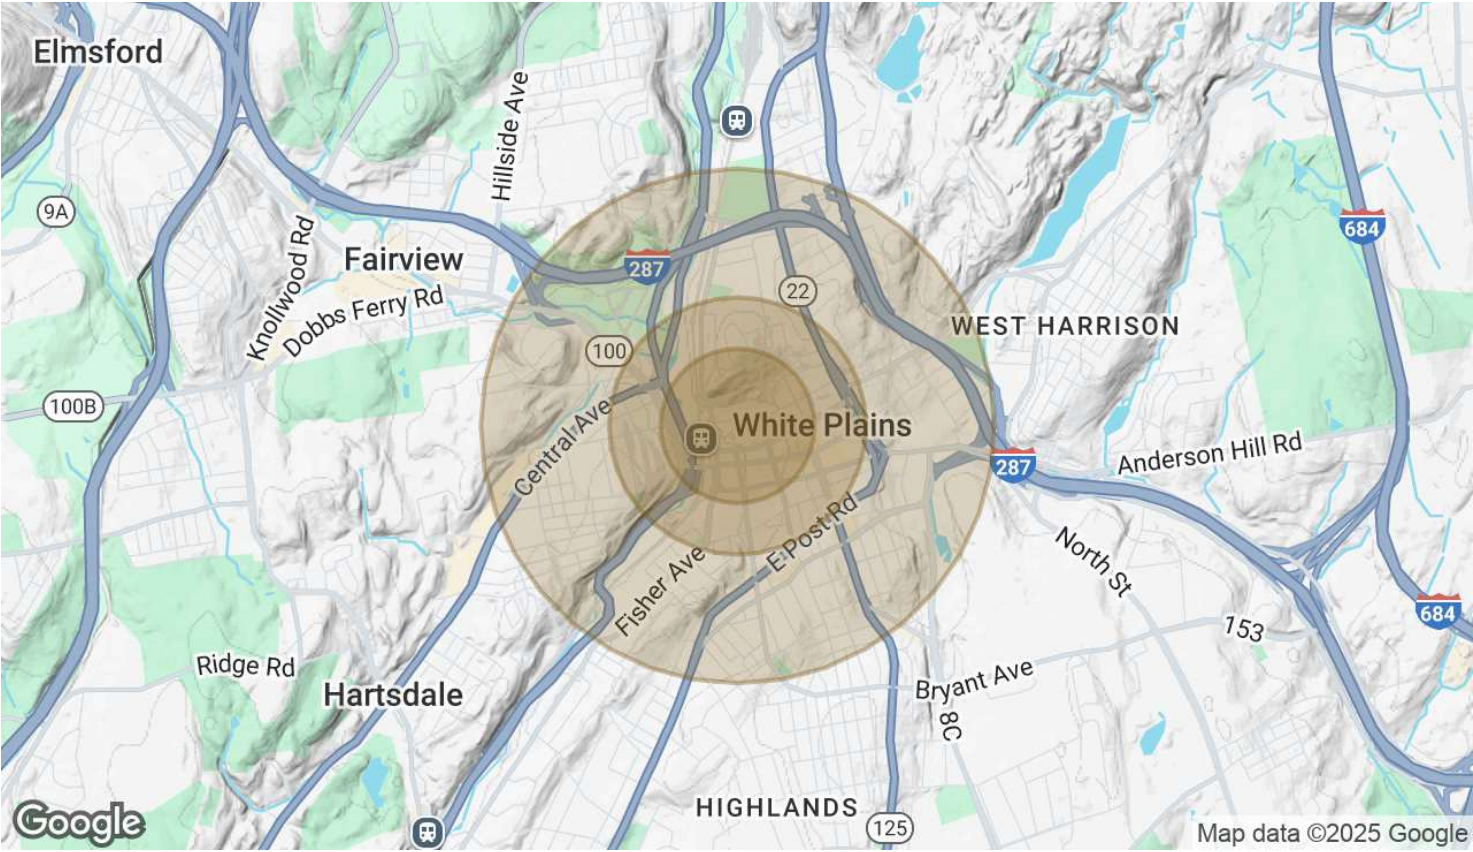 Elmsford
Hillside Ave
9A
684
Knollwood Rd
Fairview
287
22
Dobbs Ferry Rd
WEST HARRISON
100
100B
White Plains
Central Ave
Anderson Hill Rd
287
E Post Rd
North St
Fisher Ave
684
153
Ridge Rd
Bryant Ave
Hartsdale
8C
HIGHLANDS
Google
125
Map data ©2025 Google